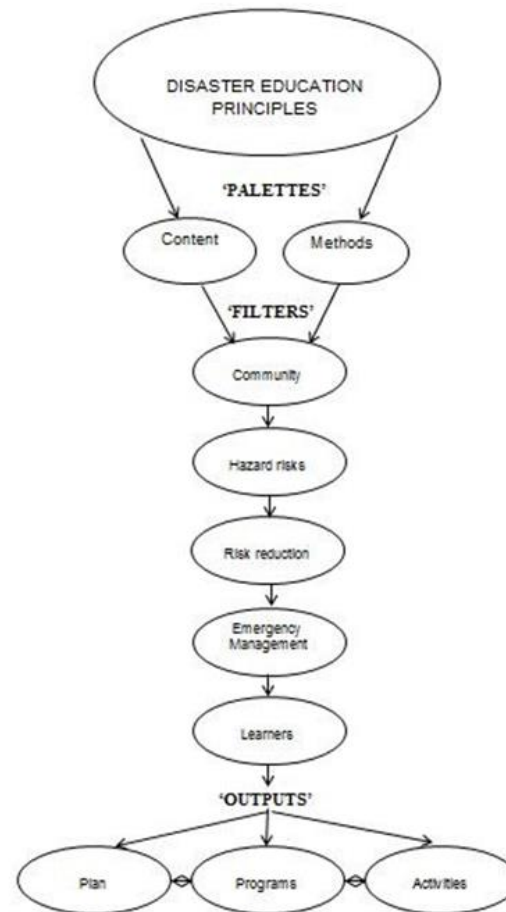 DISASTER EDUCATION
PRINCIPLES
‘PALETTES’
Content
Methods
‘FILTERS’
Community
Hazard risks
Risk reduction
Emergency
Management
Learners
‘OUTPUTS’
Plan
Programs
Activities